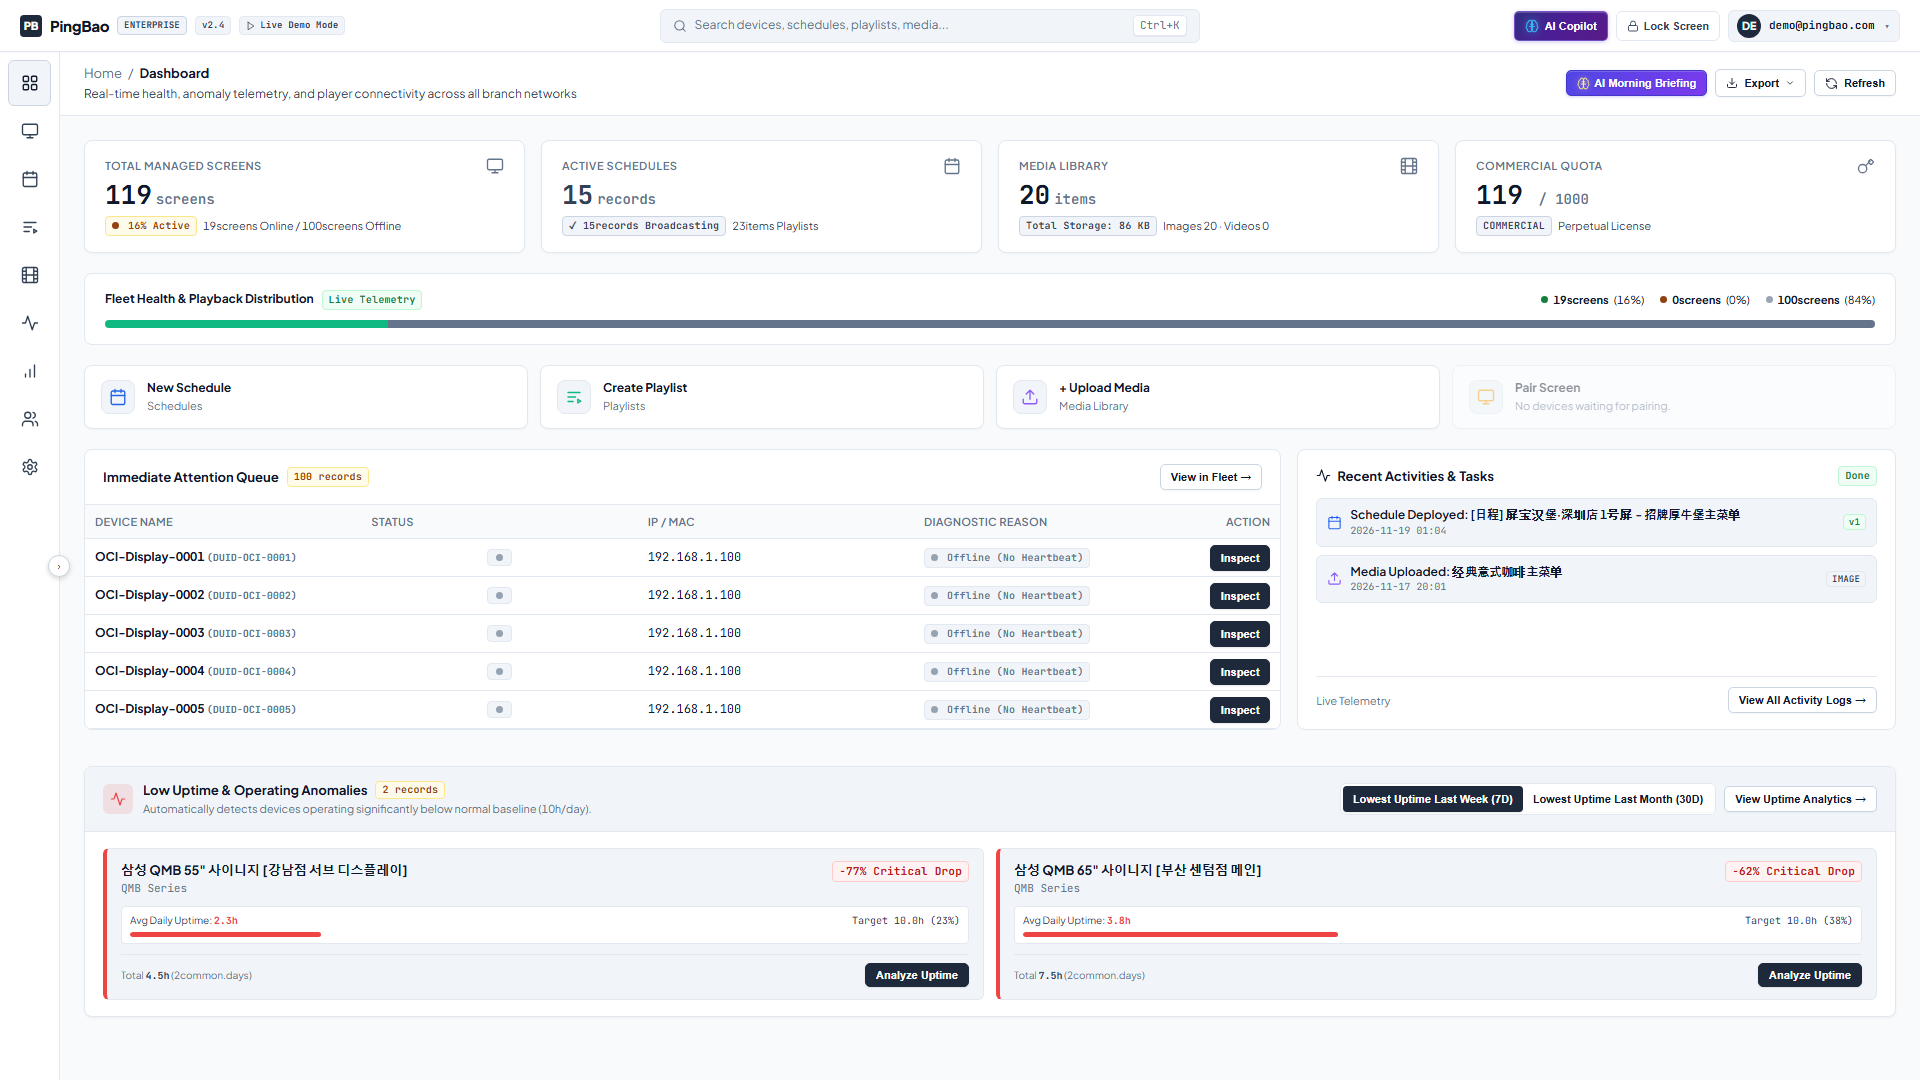 PB PingBao ENTERPRISE v2.4 Live Demo Mode
Search devices, schedules, playlists, media... Ctrl+K
AI Copilot Lock Screen DE demo@pingbao.com
Home / Dashboard
Real-time health, anomaly telemetry, and player connectivity across all branch networks
AI Morning Briefing Export Refresh
TOTAL MANAGED SCREENS
119 screens
16% Active 19screens Online / 100screens Offline
ACTIVE SCHEDULES
15 records
✓ 15records Broadcasting 23items Playlists
MEDIA LIBRARY
20 items
Total Storage: 86 KB Images 20 · Videos 0
COMMERCIAL QUOTA
119 / 1000
COMMERCIAL Perpetual License
Fleet Health & Playback Distribution Live Telemetry
19screens (16%) 0screens (0%) 100screens (84%)
New Schedule
Schedules
Create Playlist
Playlists
+ Upload Media
Media Library
Pair Screen
No devices waiting for pairing.
Immediate Attention Queue 100 records View in Fleet →
DEVICE NAME STATUS IP / MAC DIAGNOSTIC REASON ACTION
OCI-Display-0001 (DUID-OCI-0001) 192.168.1.100 Offline (No Heartbeat) Inspect
OCI-Display-0002 (DUID-OCI-0002) 192.168.1.100 Offline (No Heartbeat) Inspect
OCI-Display-0003 (DUID-OCI-0003) 192.168.1.100 Offline (No Heartbeat) Inspect
OCI-Display-0004 (DUID-OCI-0004) 192.168.1.100 Offline (No Heartbeat) Inspect
OCI-Display-0005 (DUID-OCI-0005) 192.168.1.100 Offline (No Heartbeat) Inspect
Recent Activities & Tasks Done
Schedule Deployed: [日程] 屏宝汉堡·深圳店 1号屏 - 招牌厚牛堡主菜单
2026-11-19 01:04
v1
Media Uploaded: 经典意式咖啡主菜单
2026-11-17 20:01
IMAGE
Live Telemetry View All Activity Logs →
Low Uptime & Operating Anomalies 2 records
Automatically detects devices operating significantly below normal baseline (10h/day).
Lowest Uptime Last Week (7D) Lowest Uptime Last Month (30D) View Uptime Analytics →
삼성 QMB 55" 사이니지 [강남점 서브 디스플레이] -77% Critical Drop
QMB Series
Avg Daily Uptime: 2.3h Target 10.0h (23%)
Total 4.5h (2common.days) Analyze Uptime
삼성 QMB 65" 사이니지 [부산 센텀점 메인] -62% Critical Drop
QMB Series
Avg Daily Uptime: 3.8h Target 10.0h (38%)
Total 7.5h (2common.days) Analyze Uptime